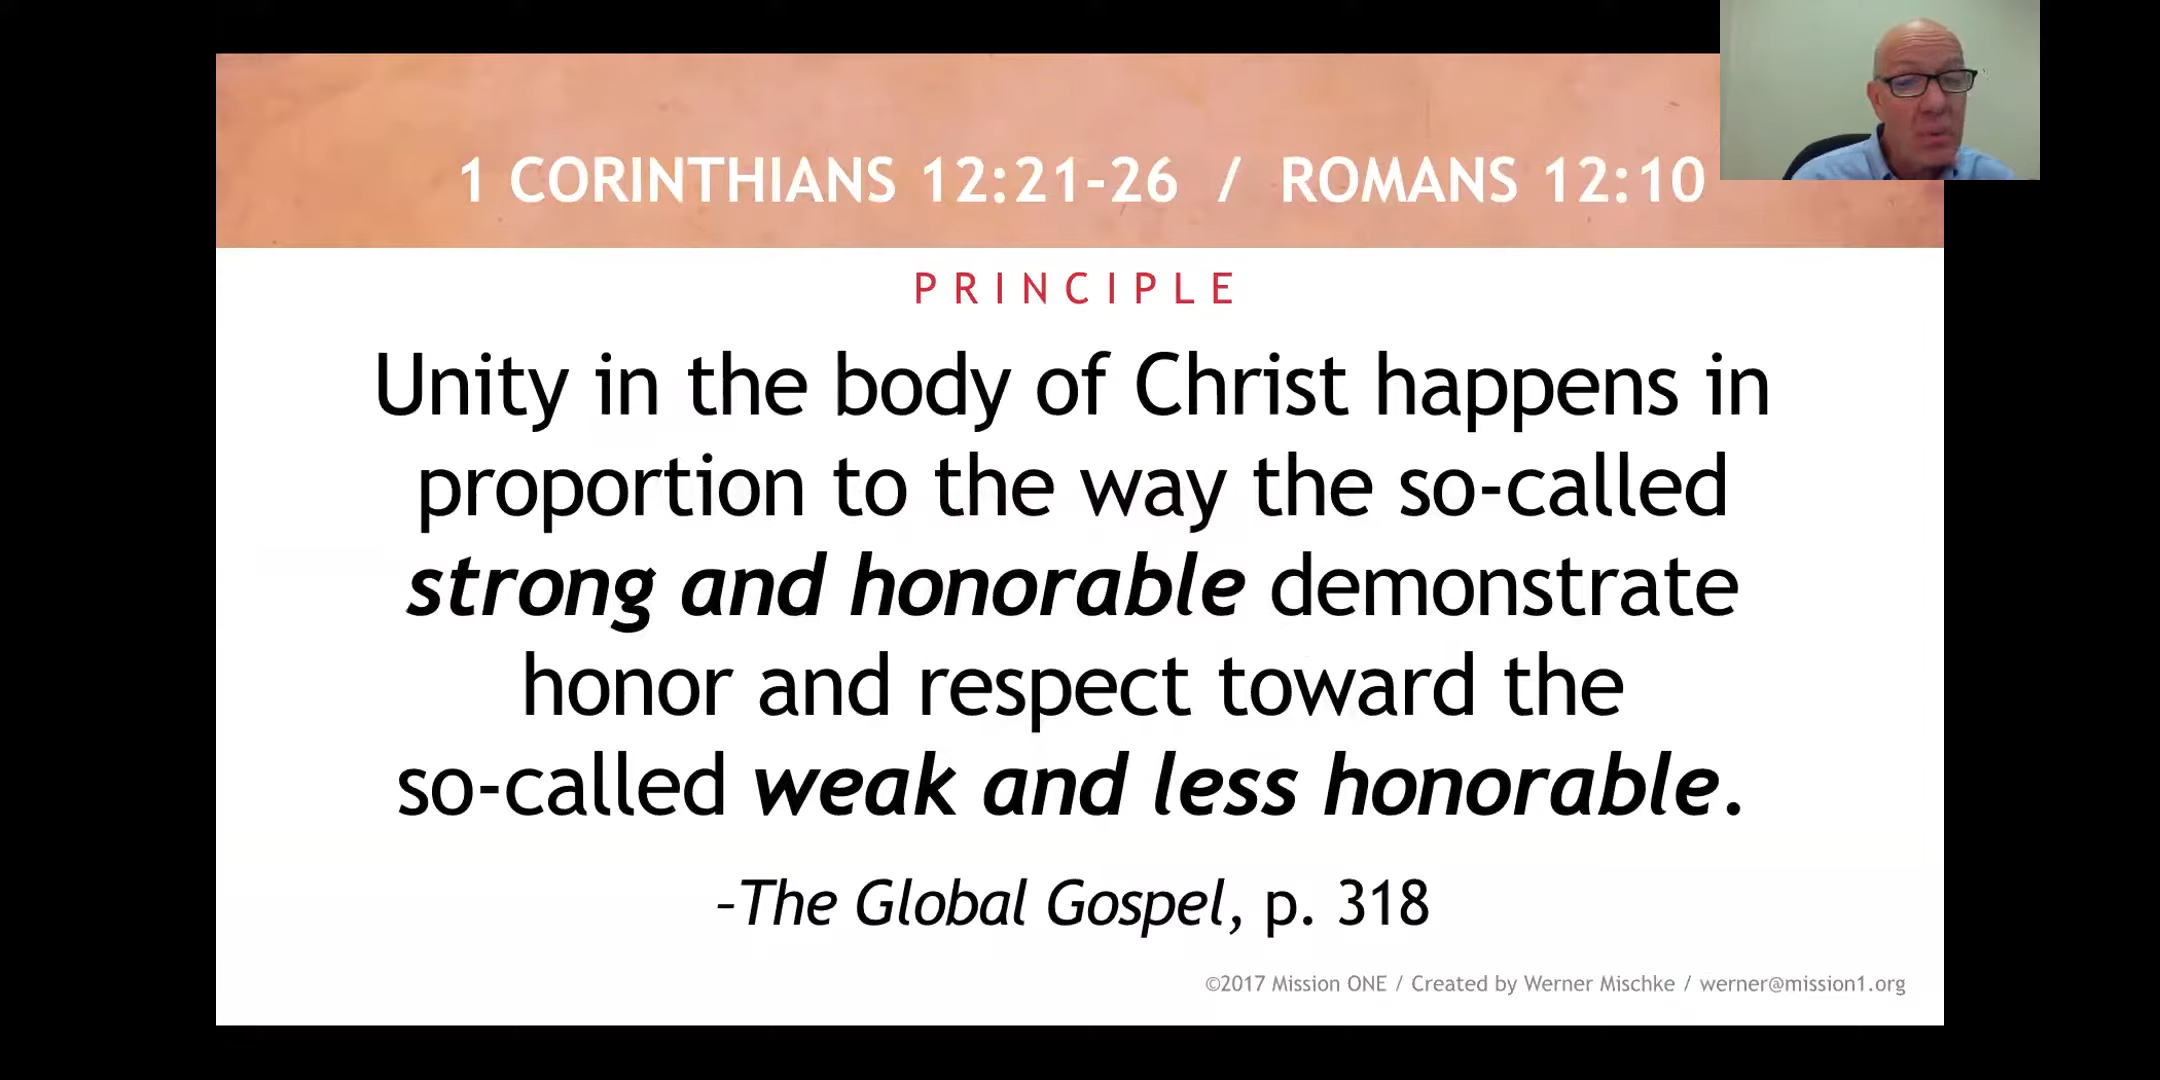 1 CORINTHIANS 12:21-26 / ROMANS 12:10
PRINCIPLE
Unity in the body of Christ happens in
proportion to the way the so-called
strong and honorable demonstrate
honor and respect toward the
so-called weak and less honorable.
–The Global Gospel, p. 318
©2017 Mission ONE / Created by Werner Mischke / werner@mission1.org